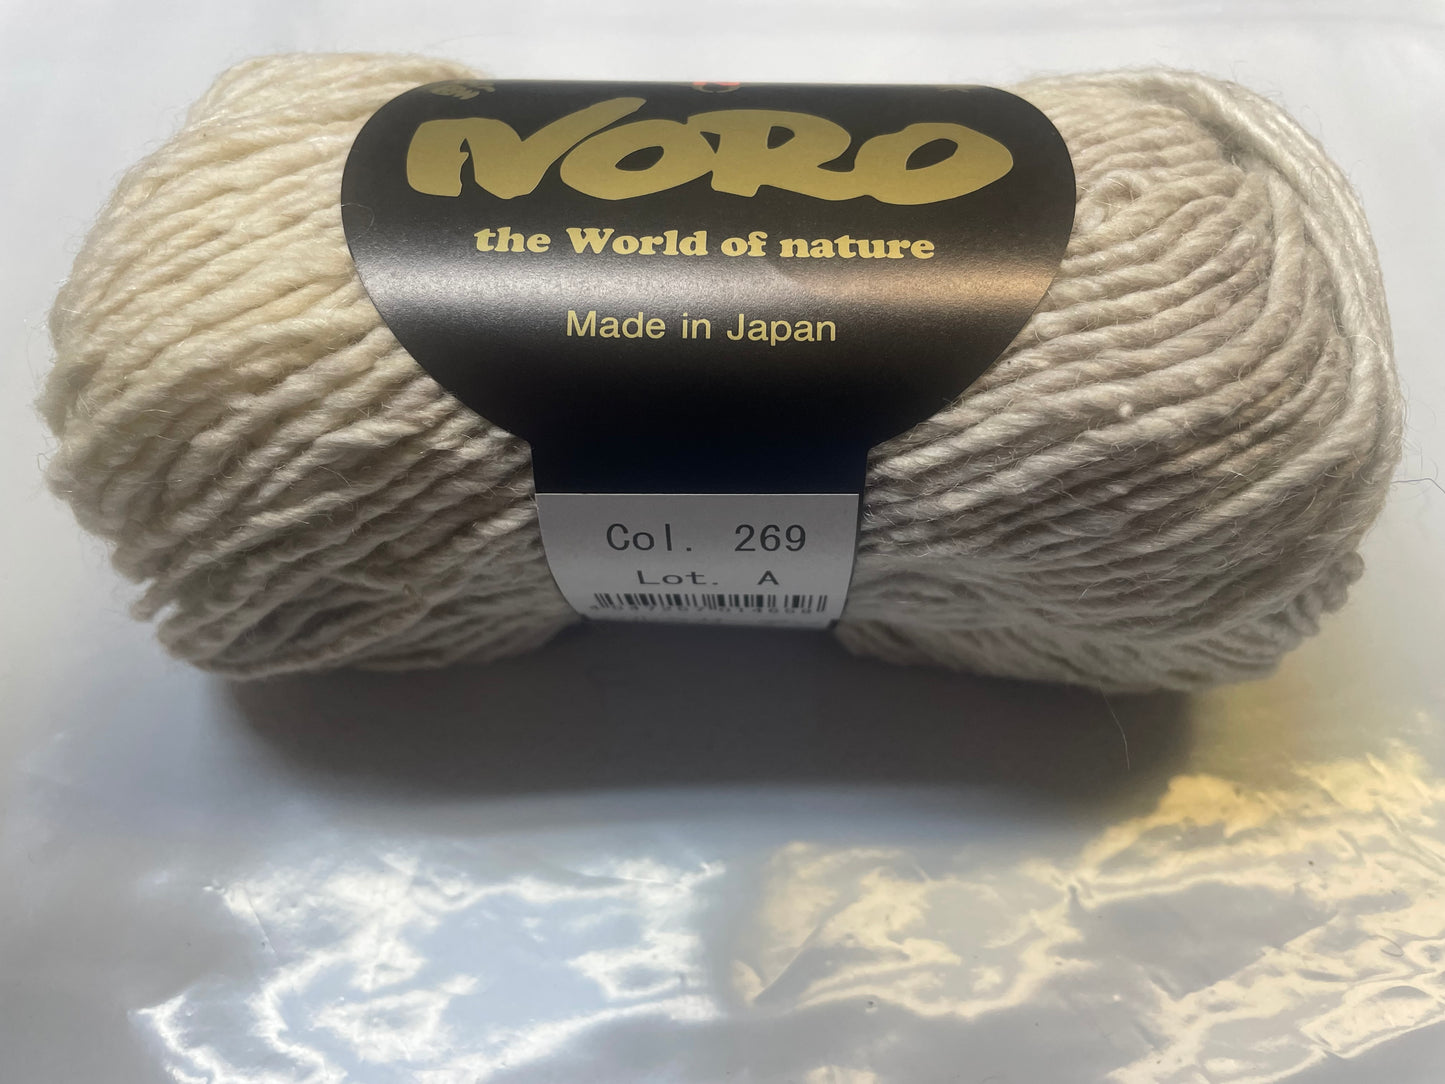 NORO
the World of nature
Made in Japan
Col. 269
Lot. A